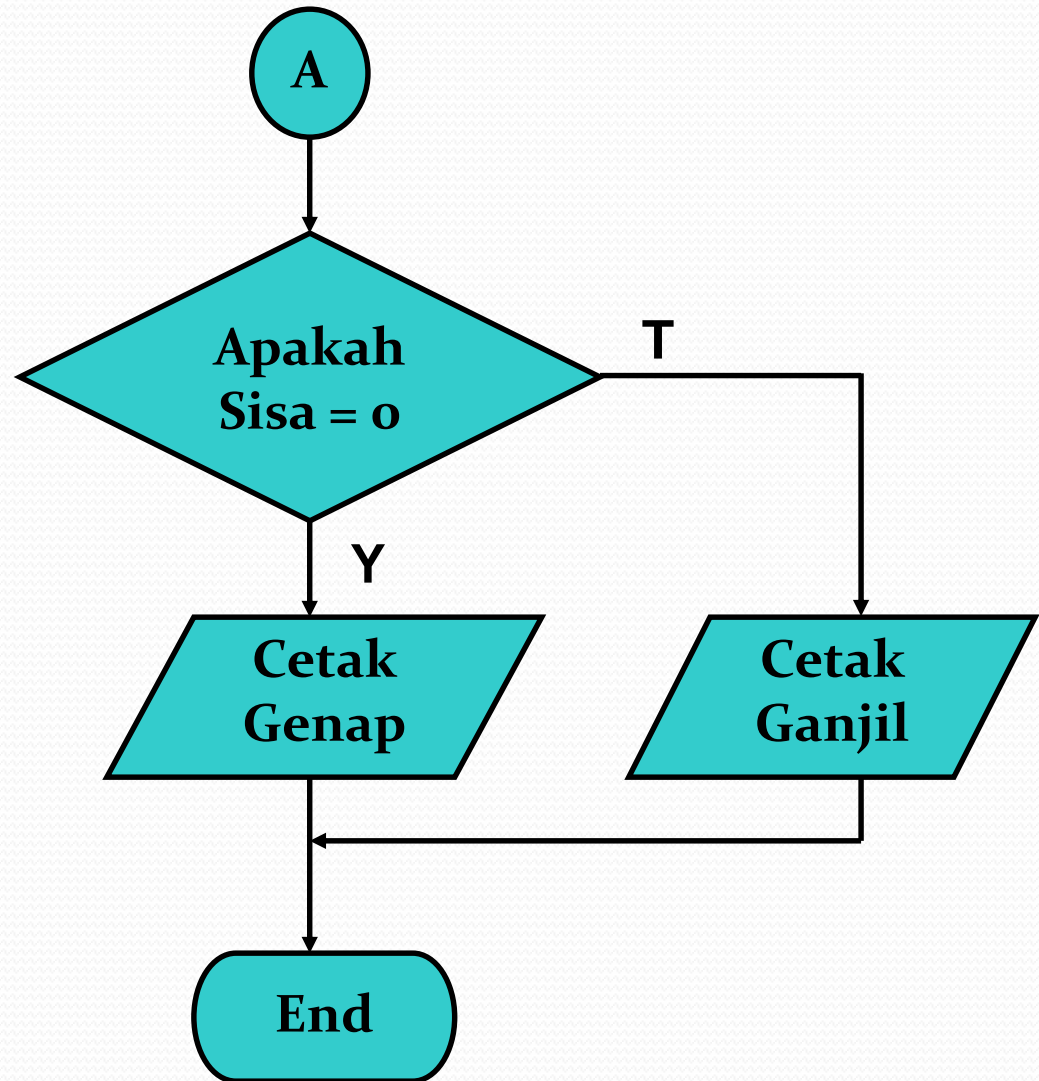 A
Apakah
Sisa = 0
T
Y
Cetak
Genap
Cetak
Ganjil
End